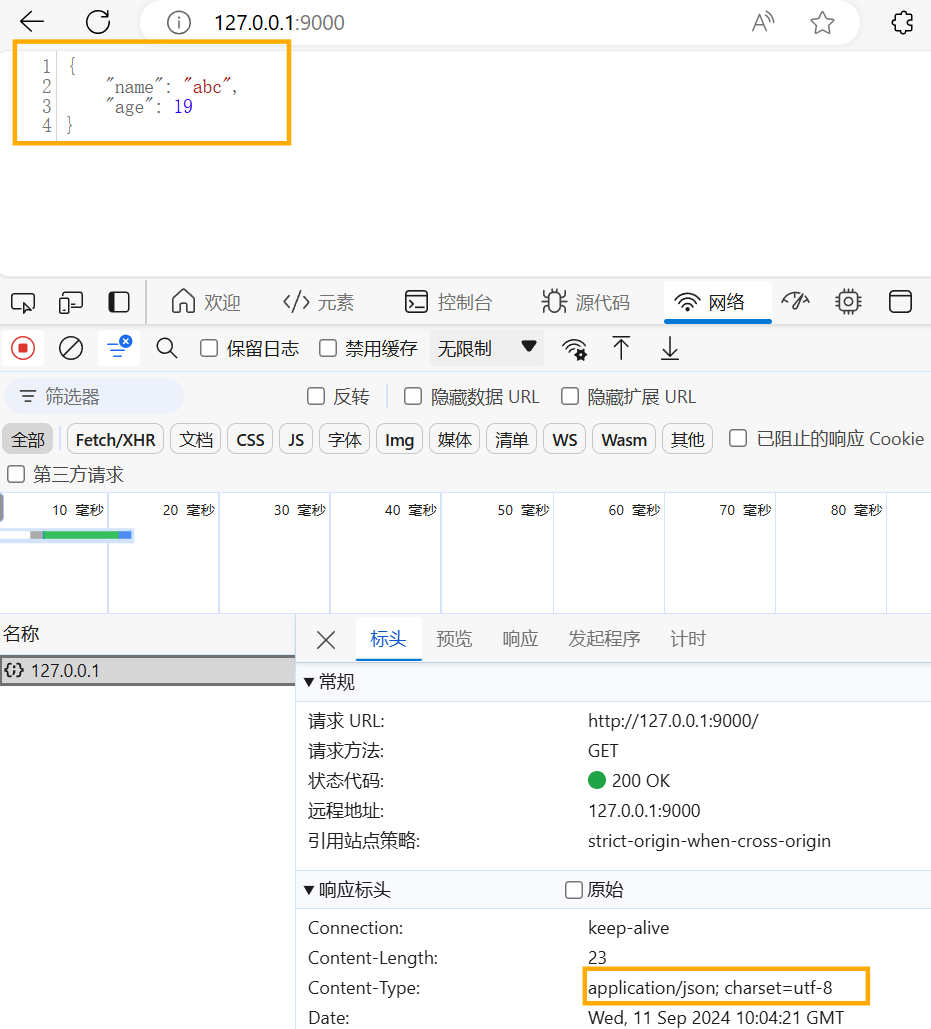 127.0.0.1:9000
1 {
2 "name": "abc",
3 "age": 19
4 }
欢迎 元素 控制台 源代码 网络
保留日志 禁用缓存 无限制
筛选器 反转 隐藏数据 URL 隐藏扩展 URL
全部 Fetch/XHR 文档 CSS JS 字体 Img 媒体 清单 WS Wasm 其他 已阻止的响应 Cookie
第三方请求
10 毫秒 20 毫秒 30 毫秒 40 毫秒 50 毫秒 60 毫秒 70 毫秒 80 毫秒
名称 标头 预览 响应 发起程序 计时
127.0.0.1
常规
请求 URL: http://127.0.0.1:9000/
请求方法: GET
状态代码: 200 OK
远程地址: 127.0.0.1:9000
引用站点策略: strict-origin-when-cross-origin
响应标头 原始
Connection: keep-alive
Content-Length: 23
Content-Type: application/json; charset=utf-8
Date: Wed, 11 Sep 2024 10:04:21 GMT